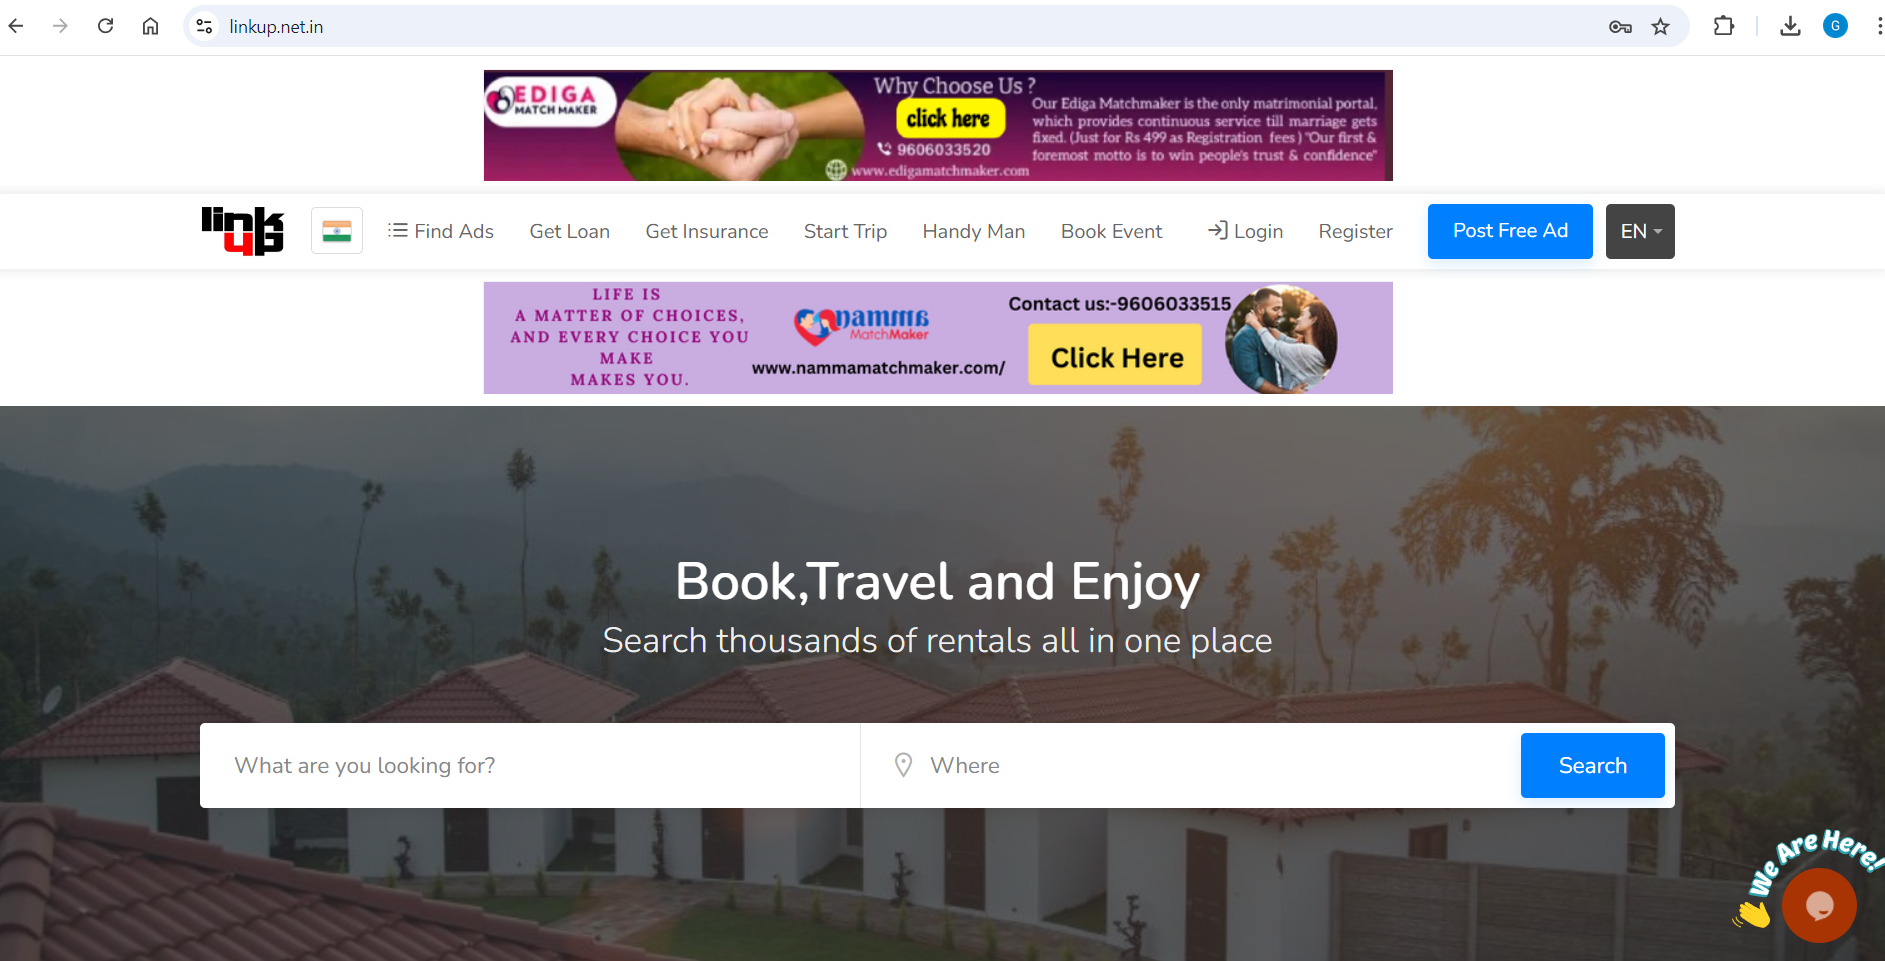 linkup.net.in
G
EDIGA
MATCH MAKER
Why Choose Us ?
click here
9606033520
www.edigamatchmaker.com
Our Ediga Matchmaker is the only matrimonial portal,
which provides continuous service till marriage gets
fixed. (Just for Rs 499 as Registration fees) "Our first &
foremost motto is to win people's trust & confidence"
link
up
Find Ads
Get Loan
Get Insurance
Start Trip
Handy Man
Book Event
Login
Register
Post Free Ad
EN
LIFE IS
A MATTER OF CHOICES,
AND EVERY CHOICE YOU
MAKE
MAKES YOU.
namma
MatchMaker
www.nammamatchmaker.com/
Contact us:-9606033515
Click Here
Book,Travel and Enjoy
Search thousands of rentals all in one place
What are you looking for?
Where
Search
We Are Here!